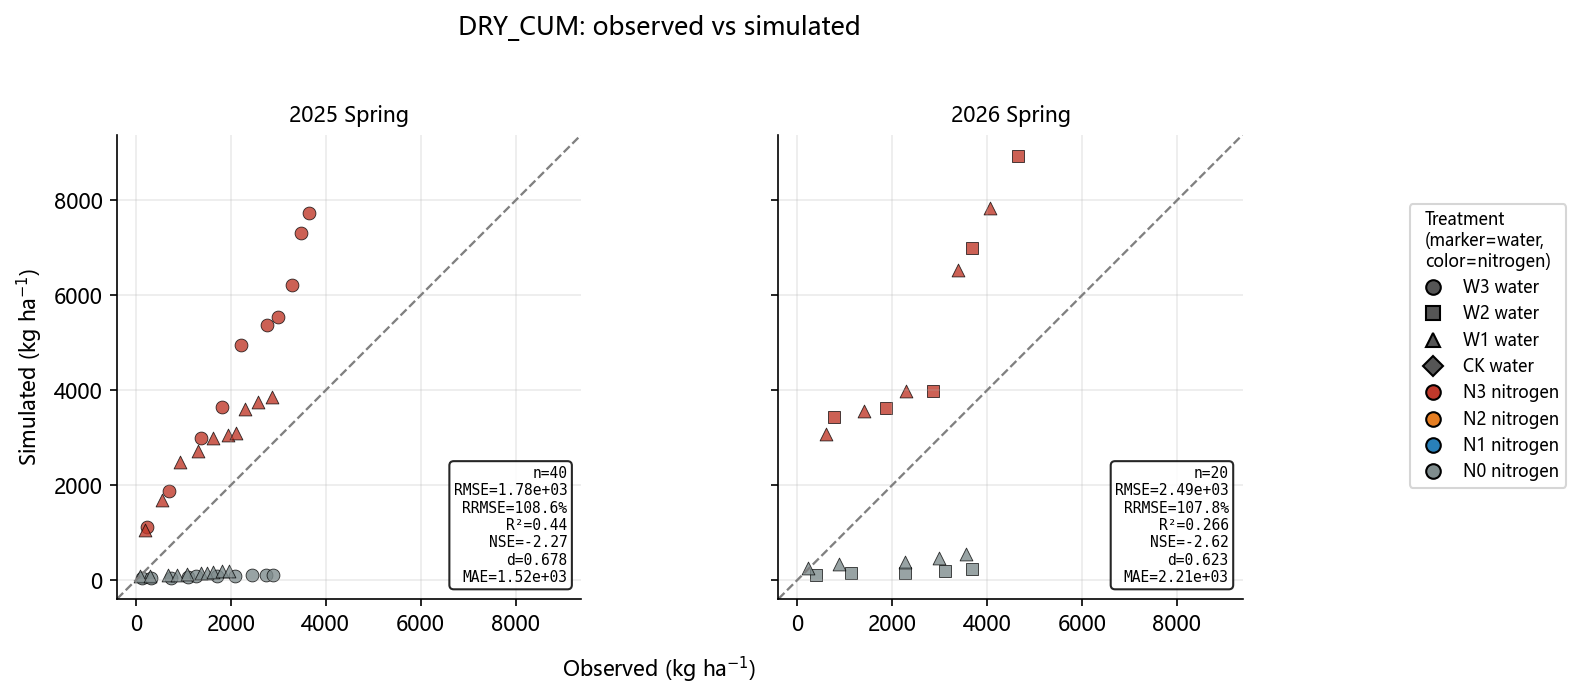 DRY_CUM: observed vs simulated
2025 Spring
2026 Spring
Simulated (kg ha⁻¹)
8000
6000
4000
2000
0
n=40
RMSE=1.78e+03
RRMSE=108.6%
R²=0.44
NSE=-2.27
d=0.678
MAE=1.52e+03
0 2000 4000 6000 8000
n=20
RMSE=2.49e+03
RRMSE=107.8%
R²=0.266
NSE=-2.62
d=0.623
MAE=2.21e+03
0 2000 4000 6000 8000
Observed (kg ha⁻¹)
Treatment
(marker=water,
color=nitrogen)
W3 water
W2 water
W1 water
CK water
N3 nitrogen
N2 nitrogen
N1 nitrogen
N0 nitrogen